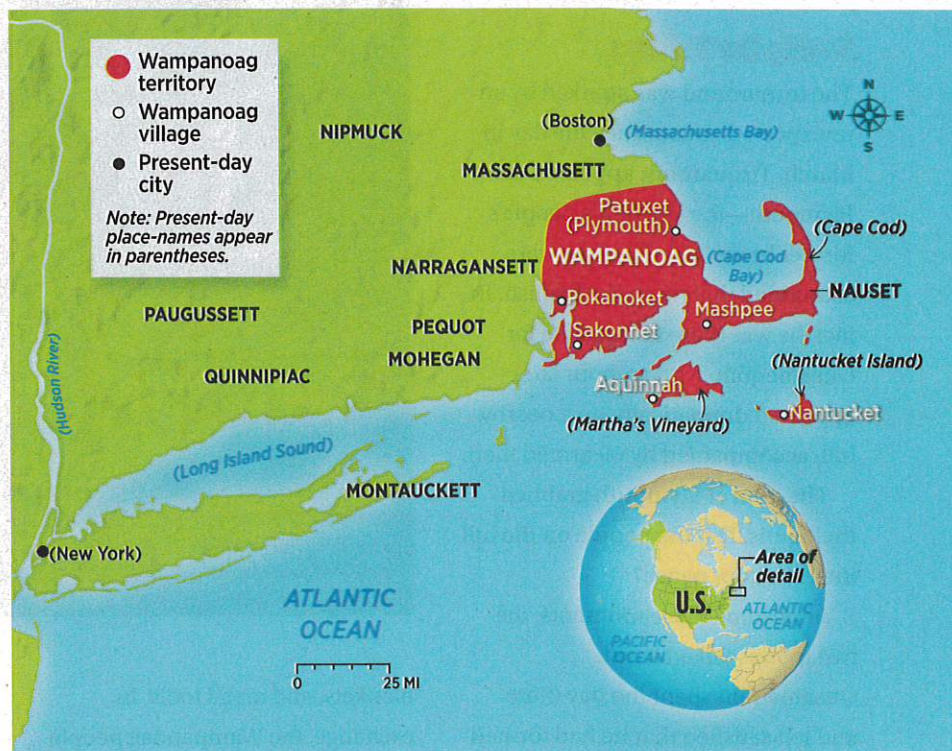 Wampanoag
territory
Wampanoag
village
Present-day
city
Note: Present-day
place-names appear
in parentheses.
N
W E
S
NIPMUCK
(Boston)
(Massachusetts Bay)
MASSACHUSETT
Patuxet
(Plymouth)
(Cape Cod)
WAMPANOAG
(Cape Cod
Bay)
NARRAGANSETT
NAUSET
Pokanoket
Mashpee
PAUGUSSETT
PEQUOT
Sakonnet
MOHEGAN
(Nantucket Island)
QUINNIPIAC
Aquinnah
(Hudson River)
Nantucket
(Martha's Vineyard)
(Long Island Sound)
MONTAUCKETT
(New York)
Area of
detail
ATLANTIC
OCEAN
U.S.
ATLANTIC
OCEAN
PACIFIC
OCEAN
0 25 MI